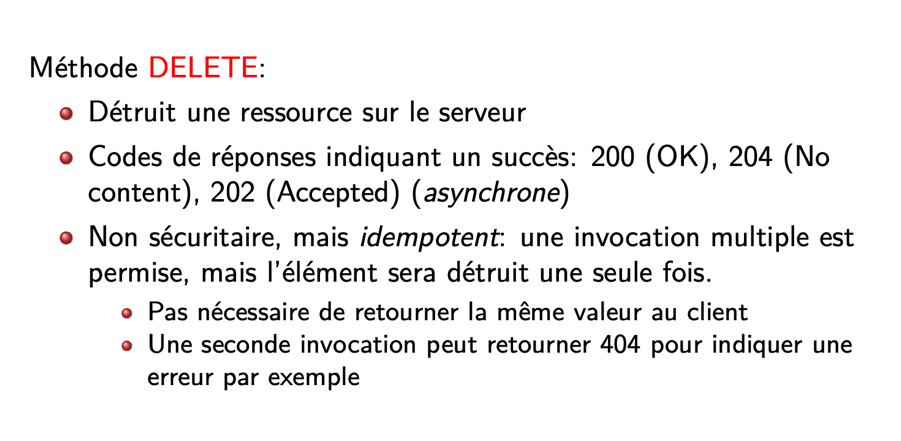 Méthode DELETE:
Détruit une ressource sur le serveur
Codes de réponses indiquant un succès: 200 (OK), 204 (No
content), 202 (Accepted) (asynchrone)
Non sécuritaire, mais idempotent: une invocation multiple est
permise, mais l'élément sera détruit une seule fois.
Pas nécessaire de retourner la même valeur au client
Une seconde invocation peut retourner 404 pour indiquer une
erreur par exemple